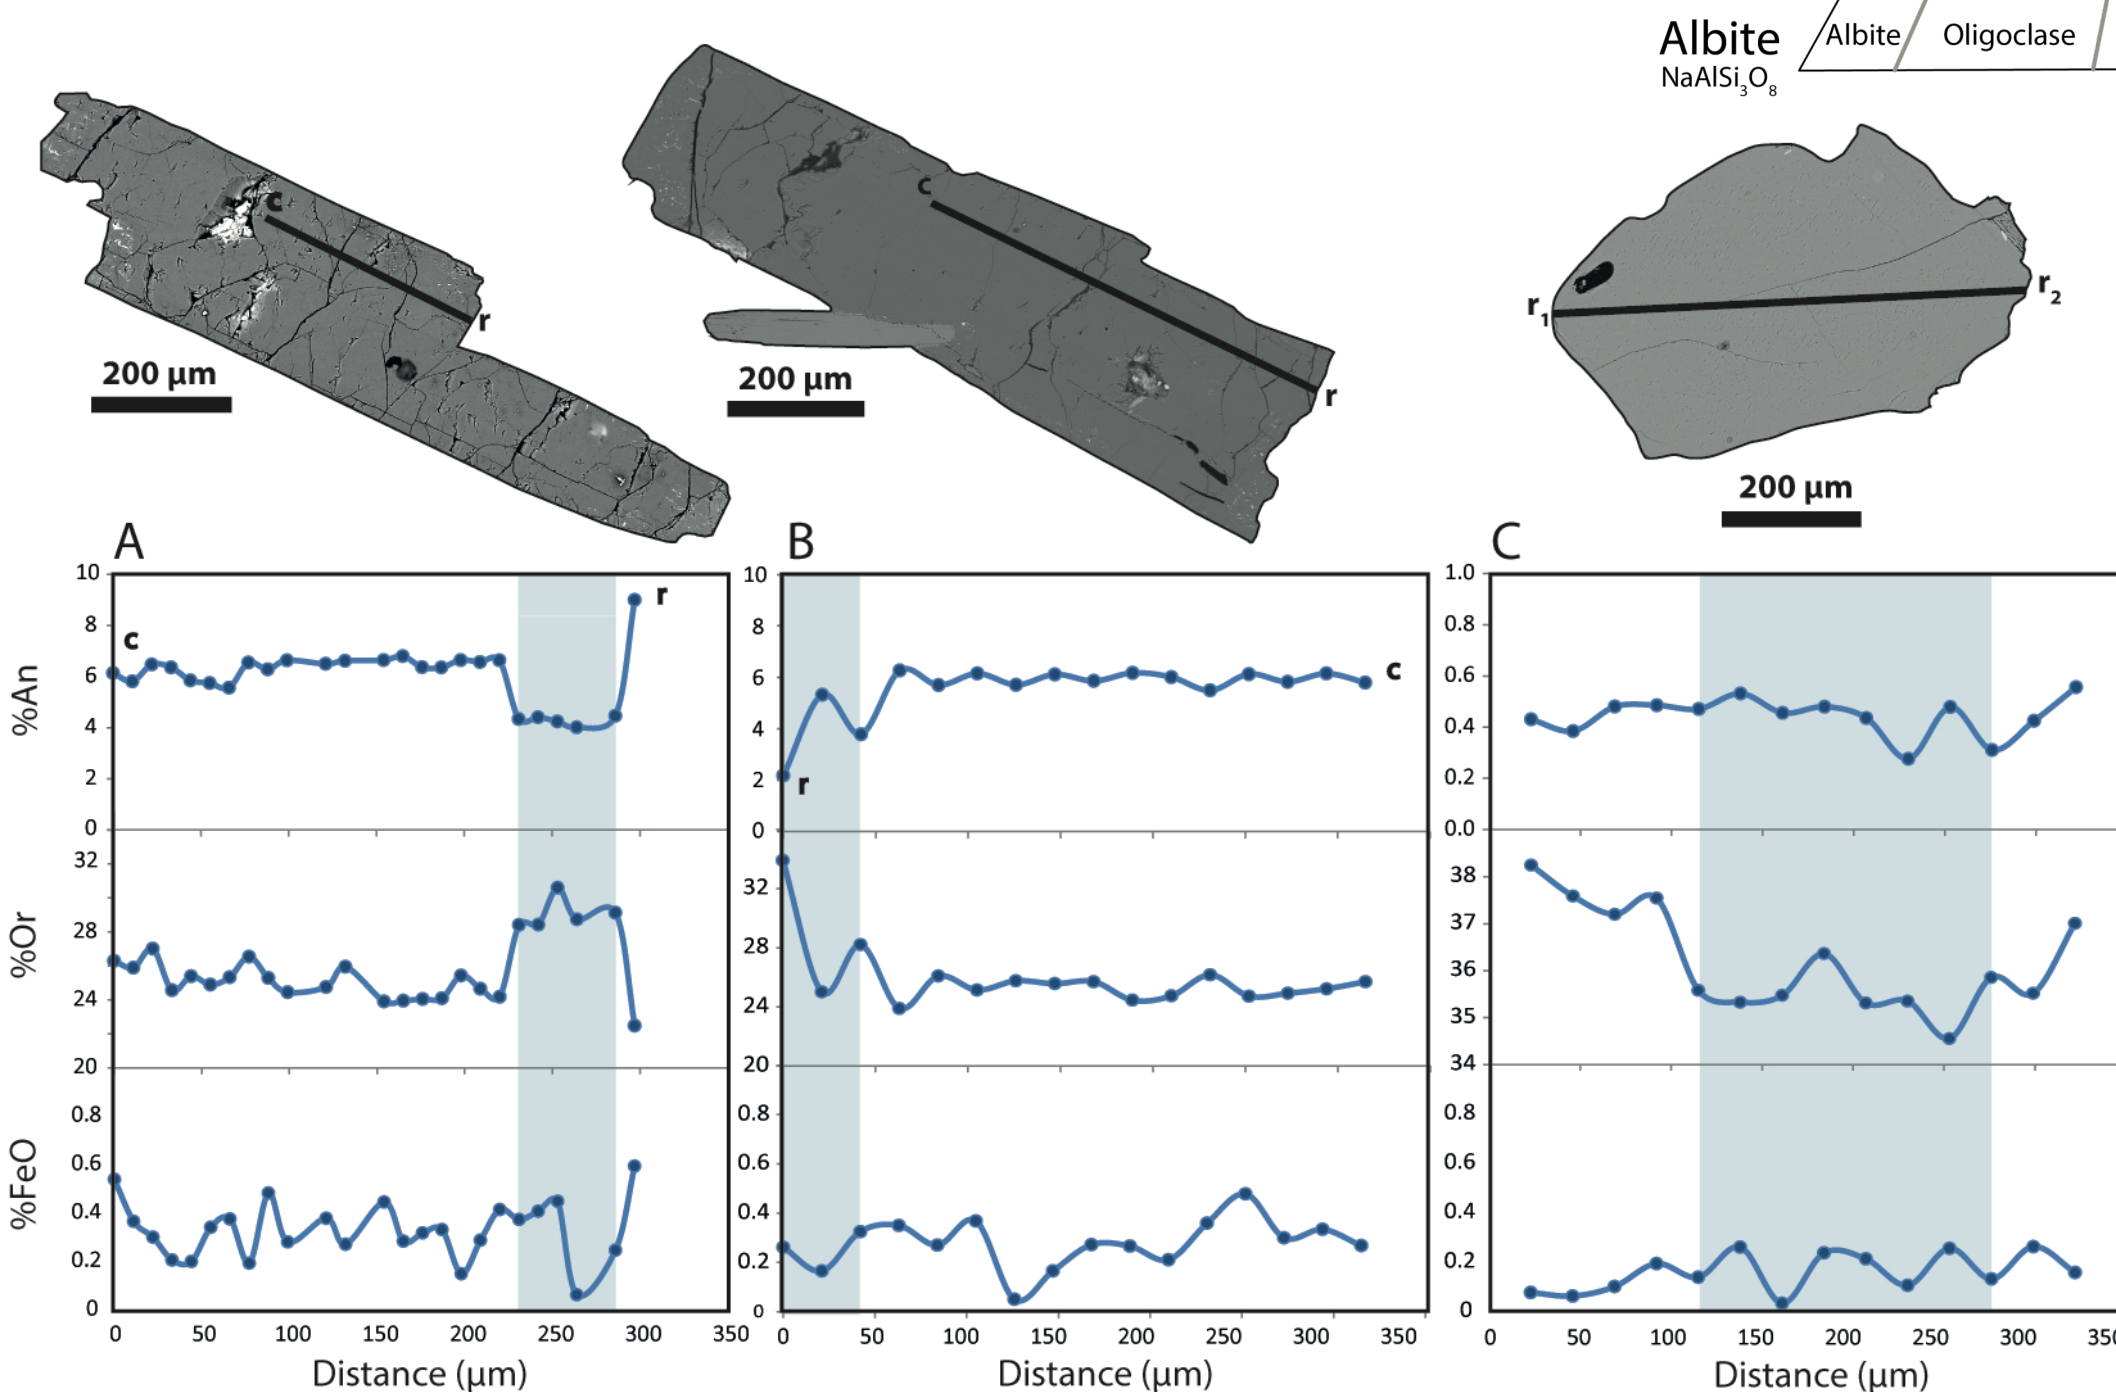 Albite
NaAlSi3O8
Albite
Oligoclase
c
r
200 µm
c
r
200 µm
r1
r2
200 µm
A
%An
10
8
6
4
2
0
c
r
%Or
32
28
24
20
%FeO
0.8
0.6
0.4
0.2
0
0 50 100 150 200 250 300 350
Distance (µm)
B
10
8
6
4
2
0
r
c
32
28
24
20
0.8
0.6
0.4
0.2
0
0 50 100 150 200 250 300 350
Distance (µm)
C
1.0
0.8
0.6
0.4
0.2
0.0
38
37
36
35
34
0.8
0.6
0.4
0.2
0
0 50 100 150 200 250 300 350
Distance (µm)